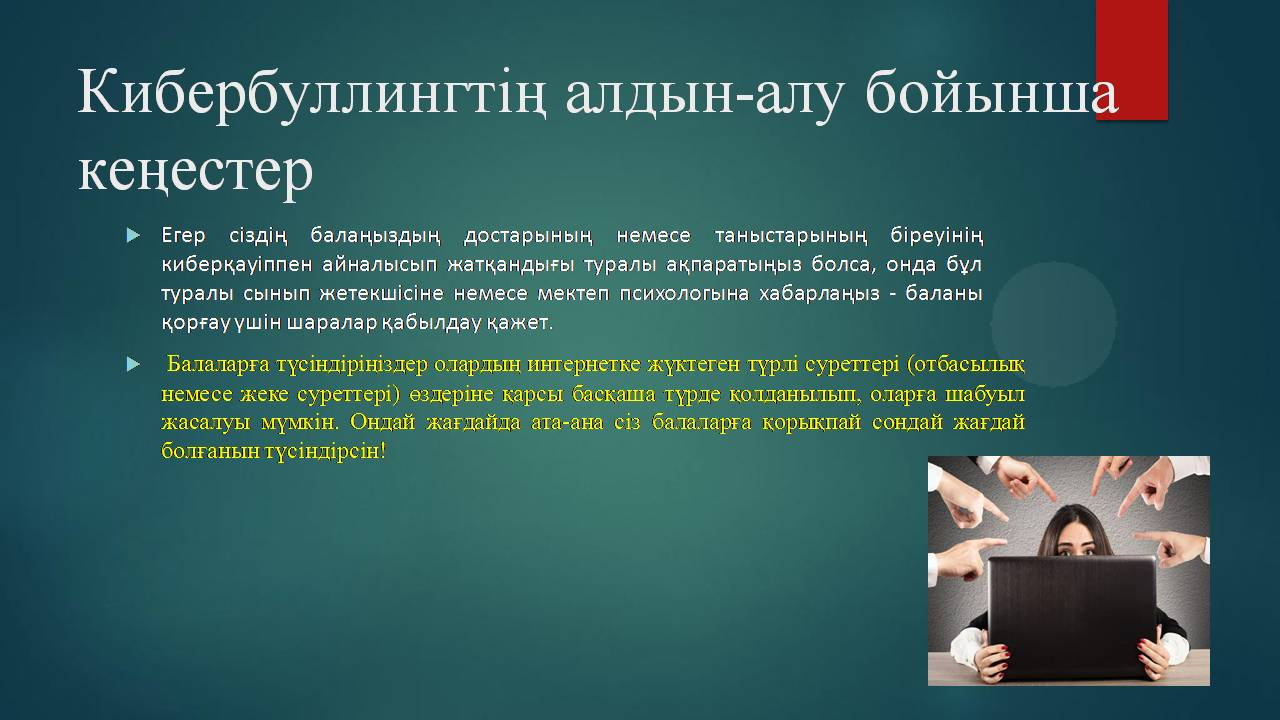 Кибербуллингтің алдын-алу бойынша
кеңестер
Егер сіздің балаңыздың достарының немесе таныстарының біреуінің
киберқауіппен айналысып жатқандығы туралы ақпаратыңыз болса, онда бұл
туралы сынып жетекшісіне немесе мектеп психологына хабарлаңыз - баланы
қорғау үшін шаралар қабылдау қажет.
Балаларға түсіндіріңіздер олардың интернетке жүктеген түрлі суреттері (отбасылық
немесе жеке суреттері) өздеріне қарсы басқаша түрде қолданылып, оларға шабуыл
жасалуы мүмкін. Ондай жағдайда ата-ана сіз балаларға қорықпай сондай жағдай
болғанын түсіндірсін!